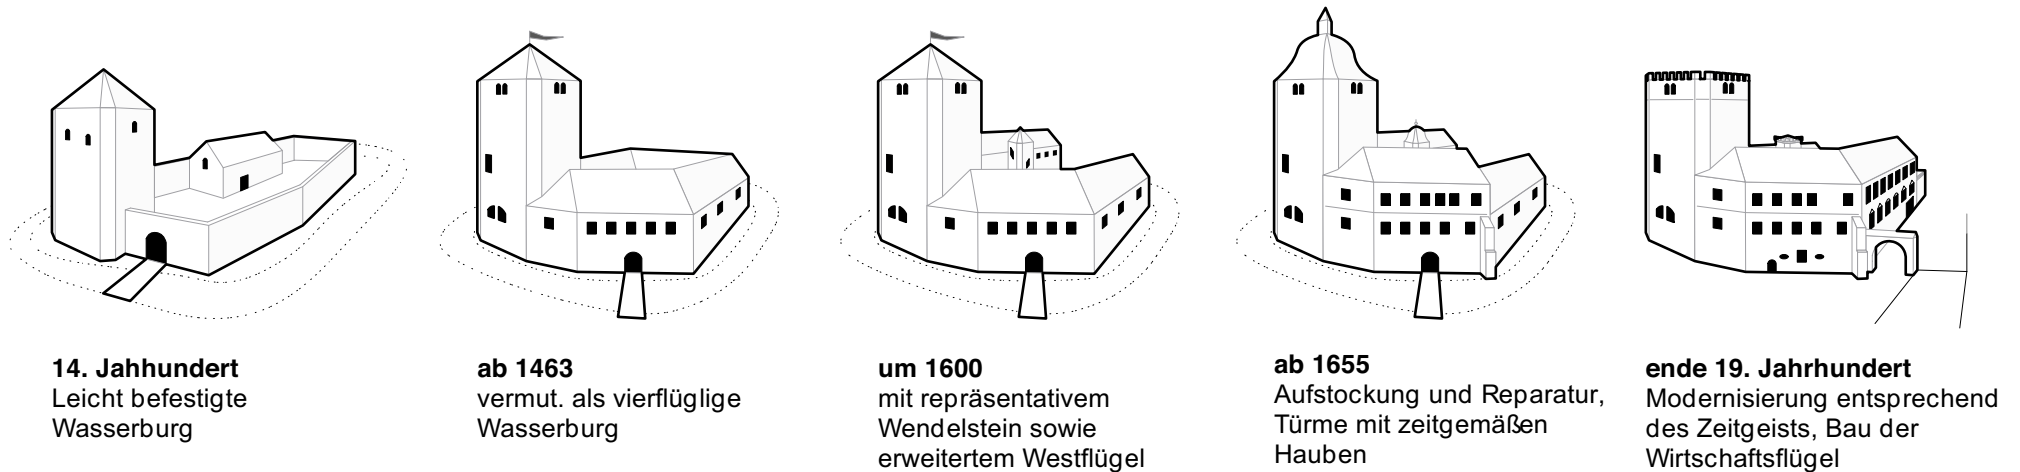 14. Jahhundert
Leicht befestigte
Wasserburg
ab 1463
vermut. als vierflüglige
Wasserburg
um 1600
mit repräsentativem
Wendelstein sowie
erweitertem Westflügel
ab 1655
Aufstockung und Reparatur,
Türme mit zeitgemäßen
Hauben
ende 19. Jahrhundert
Modernisierung entsprechend
des Zeitgeists, Bau der
Wirtschaftsflügel